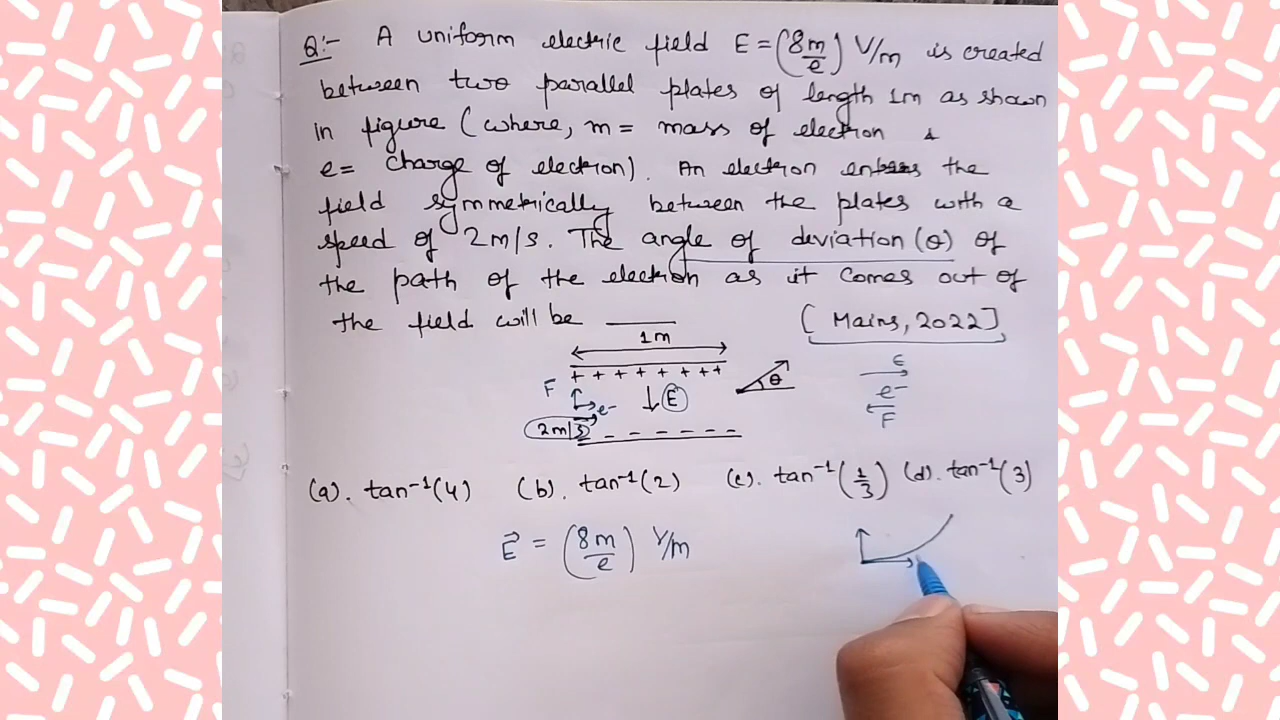 Q:- A uniform electric field E = (8m/e) V/m is created
between two parallel plates of length 1m as shown
in figure (where, m = mass of electron &
e = charge of electron). An electron enters the
field symmetrically between the plates with a
speed of 2m/s. The angle of deviation (θ) of
the path of the electron as it comes out of
the field will be ______
[Mains, 2022]
1m
+ + + + + + + +
F
e-
E⃗
θ
2m/s
- - - - - -
E
e-
F
(a). tan⁻¹(4) (b). tan⁻¹(2) (c). tan⁻¹(1/3) (d). tan⁻¹(3)
E⃗ = (8m/e) V/m